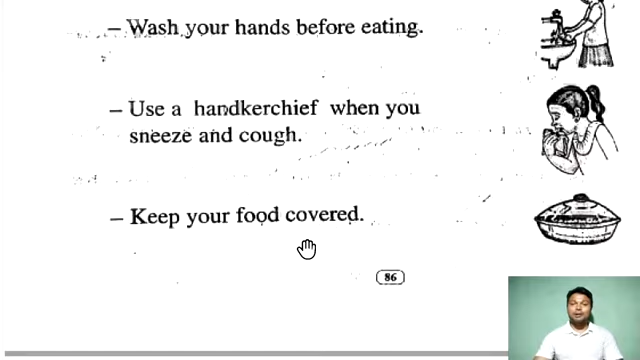 – Wash your hands before eating.
– Use a handkerchief when you
sneeze and cough.
– Keep your food covered.
86